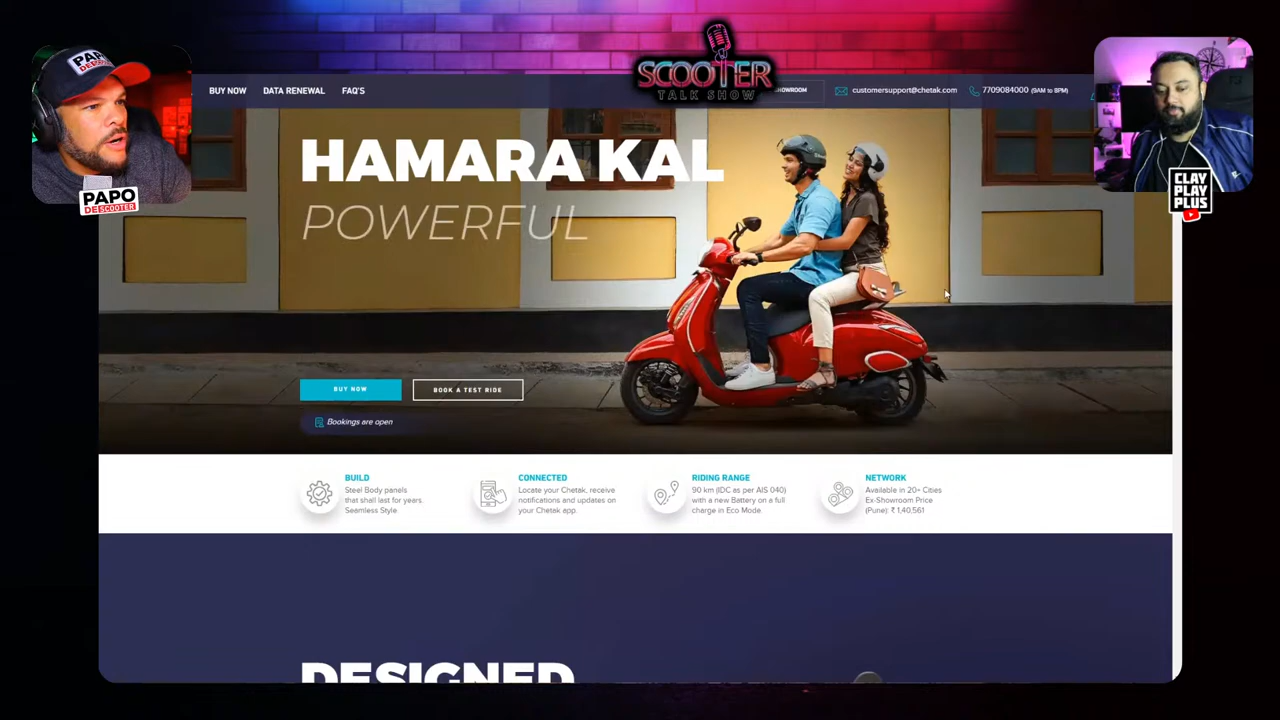 PAPO
PAPO
DESCOOTER
SCOOTER
TALK SHOW
CLAY
PLAY
PLUS
BUY NOW DATA RENEWAL FAQ'S SHOWROOM customersupport@chetak.com 7709084000 (9AM to 8PM)
HAMARA KAL
POWERFUL
BUY NOW BOOK A TEST RIDE
Bookings are open
BUILD
Steel Body panels
that shall last for years.
Seamless Style
CONNECTED
Locate your Chetak, receive
notifications and updates on
your Chetak app.
RIDING RANGE
90 km (IDC as per AIS 040)
with a new Battery on a full
charge in Eco Mode.
NETWORK
Available in 20+ Cities
Ex-Showroom Price
(Pune): ₹ 1,40,561
DESIGNED